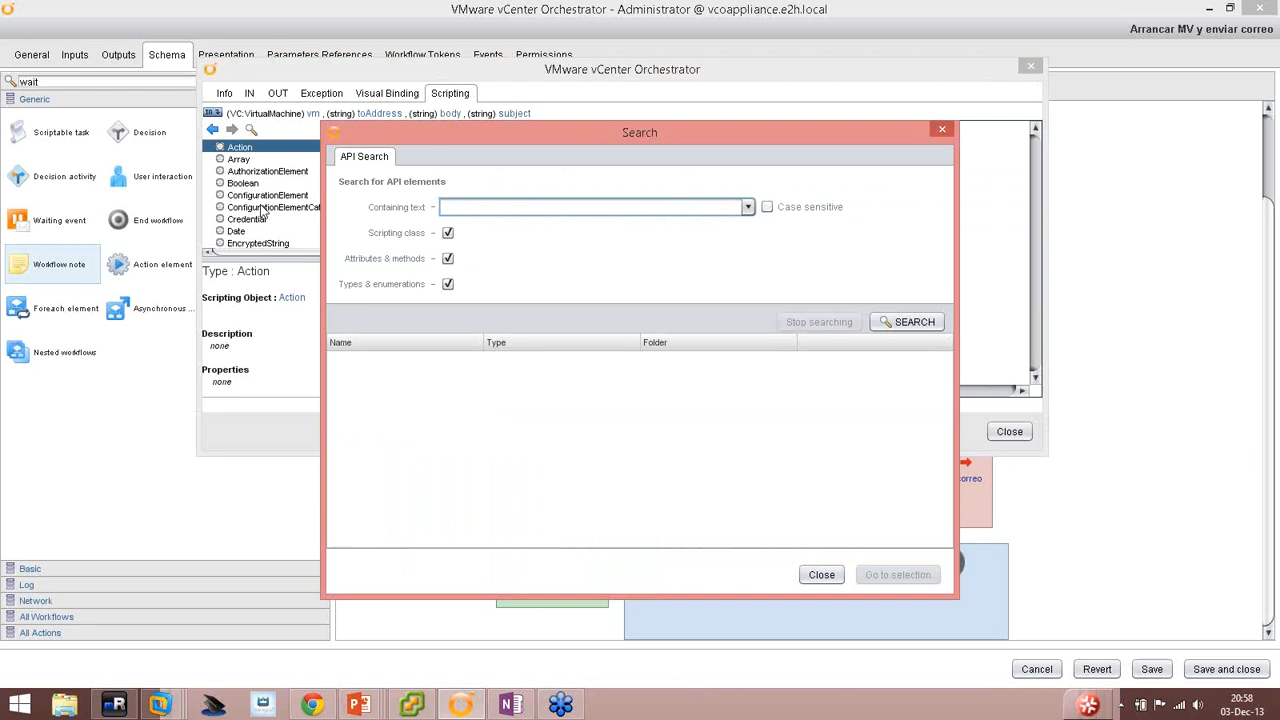 VMware vCenter Orchestrator - Administrator @ vcoappliance.e2h.local
Arrancar MV y enviar correo
General Inputs Outputs Schema Presentation Parameters References Workflow Tokens Events Permissions
wait
Generic
Scriptable task Decision
Decision activity User interaction
Waiting event End workflow
Workflow note Action element
Foreach element Asynchronous ...
Nested workflows
Basic
Log
Network
All Workflows
All Actions
VMware vCenter Orchestrator
Info IN OUT Exception Visual Binding Scripting
(VC:VirtualMachine) vm , (string) toAddress , (string) body , (string) subject
Action
Array
AuthorizationElement
Boolean
ConfigurationElement
ConfigurationElementCat
Credential
Date
EncryptedString
Type : Action
Scripting Object : Action
Description
none
Properties
none
Close
Search
API Search
Search for API elements
Containing text Case sensitive
Scripting class
Attributes & methods
Types & enumerations
Stop searching SEARCH
Name Type Folder
Close Go to selection
correo
Cancel Revert Save Save and close
20:58
03-Dec-13